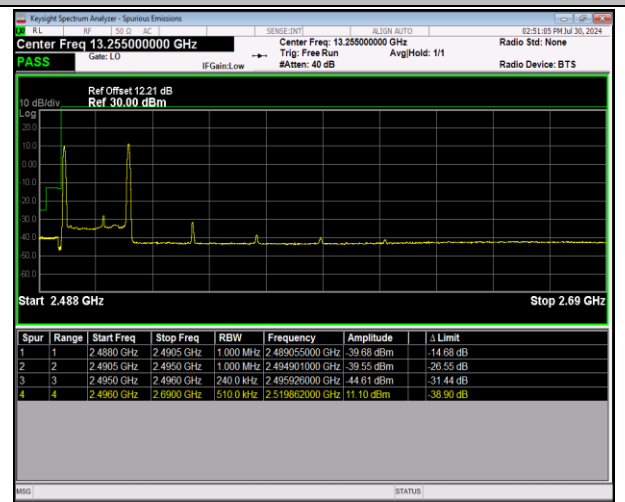 Keysight Spectrum Analyzer - Spurious Emissions
RL RF 50 Ω AC SENSE:INT ALIGN AUTO 02:51:05 PM Jul 30, 2024
Center Freq 13.255000000 GHz Center Freq: 13.255000000 GHz Radio Std: None
PASS Gate: LO IFGain:Low Trig: Free Run Avg|Hold: 1/1
#Atten: 40 dB Radio Device: BTS
Ref Offset 12.21 dB
10 dB/div Ref 30.00 dBm
Log
20.0
10.0
0.00
10.0
20.0
30.0
40.0
50.0
60.0
Start 2.488 GHz Stop 2.69 GHz
Spur Range Start Freq Stop Freq RBW Frequency Amplitude Δ Limit
1 1 2.4880 GHz 2.4905 GHz 1.000 MHz 2.489055000 GHz -39.68 dBm -14.68 dB
2 2 2.4905 GHz 2.4950 GHz 1.000 MHz 2.494901000 GHz -39.55 dBm -26.55 dB
3 3 2.4950 GHz 2.4960 GHz 240.0 kHz 2.495926000 GHz -44.61 dBm -31.44 dB
4 4 2.4960 GHz 2.6900 GHz 510.0 kHz 2.519862000 GHz 11.10 dBm -38.90 dB
MSG STATUS